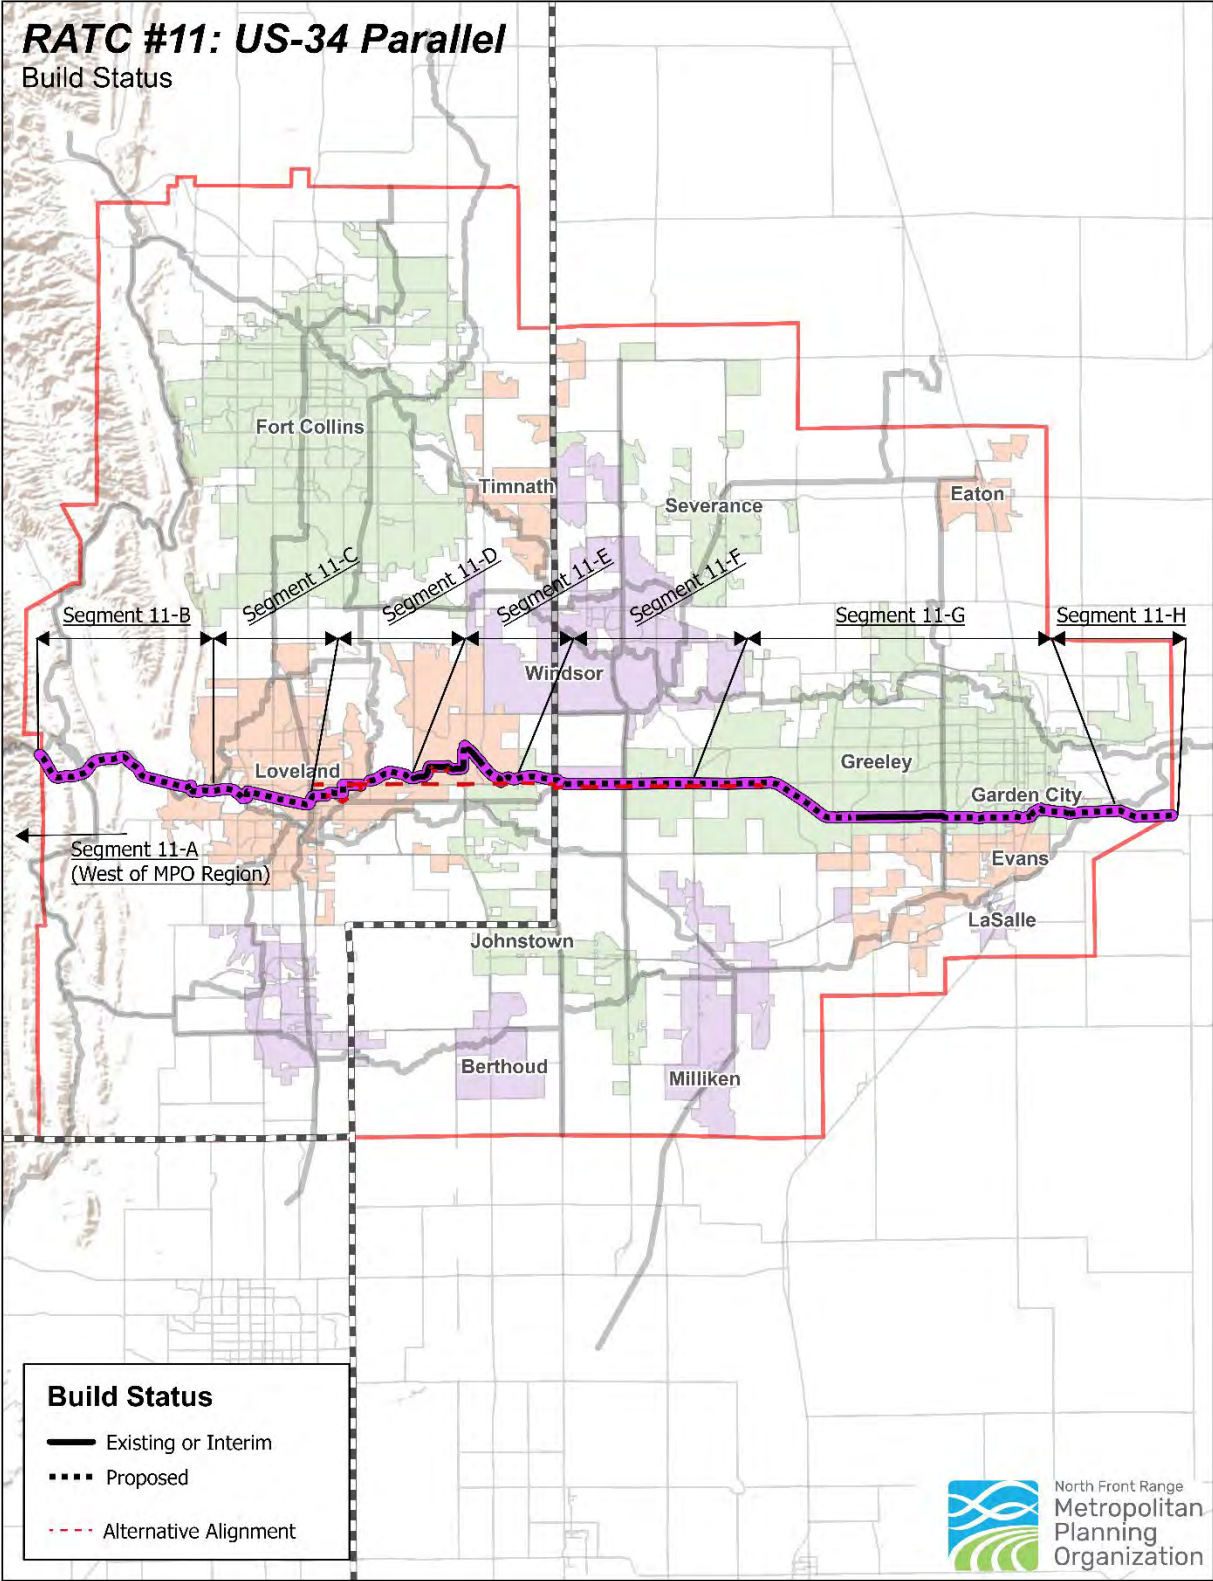 RATC #11: US-34 Parallel
Build Status
Fort Collins
Timnath
Severance
Eaton
Segment 11-B
Segment 11-C
Segment 11-D
Segment 11-E
Segment 11-F
Segment 11-G
Segment 11-H
Windsor
Loveland
Greeley
Garden City
Segment 11-A
(West of MPO Region)
Evans
LaSalle
Johnstown
Berthoud
Milliken
Build Status
Existing or Interim
Proposed
Alternative Alignment
North Front Range
Metropolitan
Planning
Organization